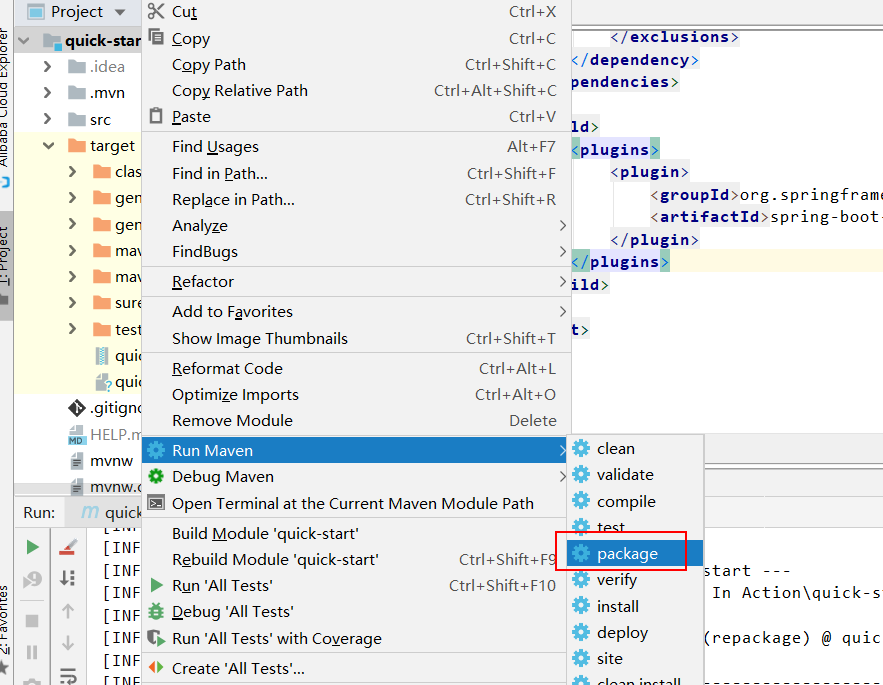 Project
quick-star
.idea
.mvn
src
target
clas
gen
gen
mav
mav
sure
test
quic
quic
.gitigno
HELP.m
mvnw
mvnw.c
Alibaba Cloud Explorer
1: Project
2: Favorites
Cut Ctrl+X
Copy Ctrl+C
Copy Path Ctrl+Shift+C
Copy Relative Path Ctrl+Alt+Shift+C
Paste Ctrl+V
Find Usages Alt+F7
Find in Path... Ctrl+Shift+F
Replace in Path... Ctrl+Shift+R
Analyze
FindBugs
Refactor
Add to Favorites
Show Image Thumbnails Ctrl+Shift+T
Reformat Code Ctrl+Alt+L
Optimize Imports Ctrl+Alt+O
Remove Module Delete
Run Maven
Debug Maven
Open Terminal at the Current Maven Module Path
Build Module 'quick-start'
Rebuild Module 'quick-start' Ctrl+Shift+F9
Run 'All Tests' Ctrl+Shift+F10
Debug 'All Tests'
Run 'All Tests' with Coverage
Create 'All Tests'...
clean
validate
compile
test
package
verify
install
deploy
site
clean install
</exclusions>
</dependency>
pendencies>
ld>
<plugins>
<plugin>
<groupId>org.springframe
<artifactId>spring-boot-
</plugin>
</plugins>
ild>
t>
Run: m quick
[INF
[INF
[INF
[INF
[INF
[INF
[INF
[INF
start ---
In Action\quick-st
(repackage) @ quic